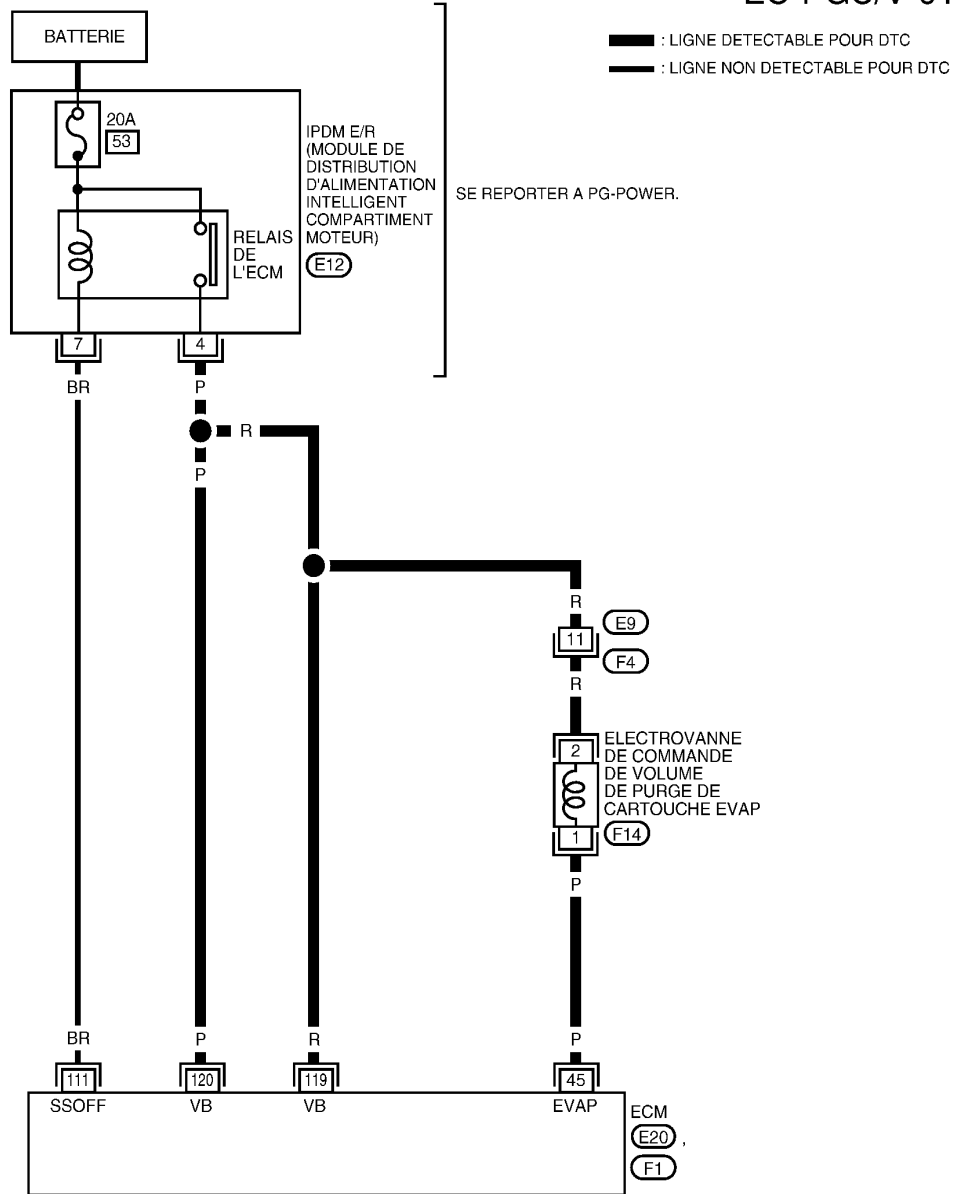 BATTERIE
: LIGNE DETECTABLE POUR DTC
: LIGNE NON DETECTABLE POUR DTC
20A
53
IPDM E/R
(MODULE DE
DISTRIBUTION
D'ALIMENTATION
INTELLIGENT
COMPARTIMENT
MOTEUR)
E12
SE REPORTER A PG-POWER.
RELAIS
DE
L'ECM
7
4
BR
P
R
P
R
11
E9
F4
R
2
ELECTROVANNE
DE COMMANDE
DE VOLUME
DE PURGE DE
CARTOUCHE EVAP
1
F14
P
BR
P
R
P
111
120
119
45
SSOFF
VB
VB
EVAP
ECM
E20 ,
F1